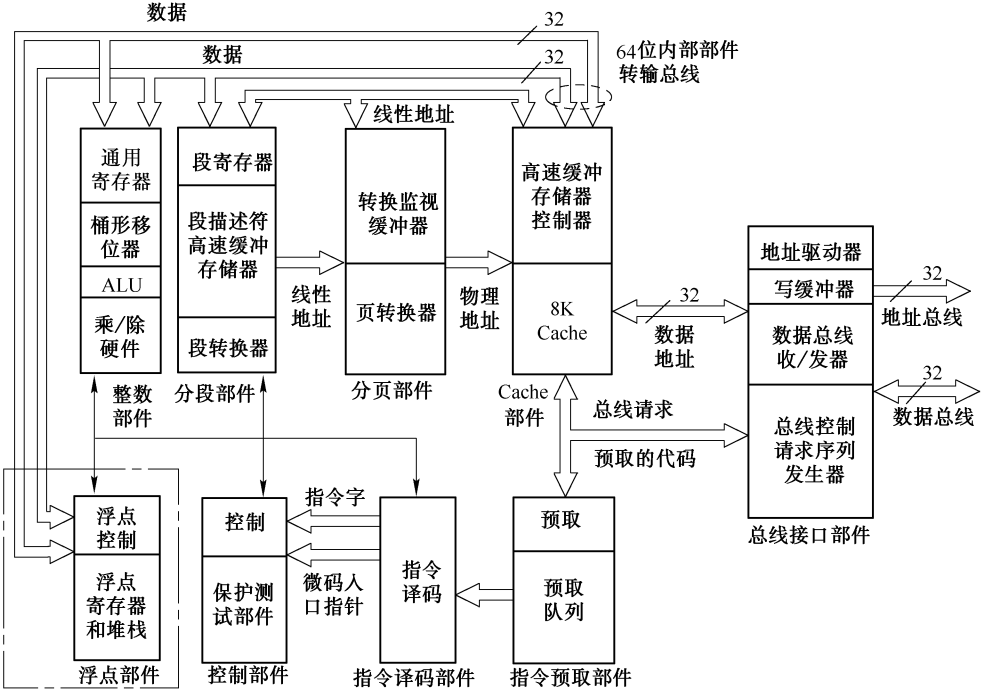 数据
32
数据
32
64位内部部件
转输总线
线性地址
通用
寄存器
桶形移
位器
ALU
乘/除
硬件
整数
部件
段寄存器
段描述符
高速缓冲
存储器
段转换器
分段部件
线性
地址
转换监视
缓冲器
页转换器
分页部件
物理
地址
高速缓冲
存储器
控制器
8K
Cache
Cache
部件
32
数据
地址
地址驱动器
写缓冲器
数据总线
收/发器
总线控制
请求序列
发生器
总线接口部件
32
地址总线
32
数据总线
总线请求
预取的代码
浮点
控制
浮点
寄存器
和堆栈
浮点部件
控制
保护测
试部件
控制部件
指令字
微码入
口指针
指令
译码
指令译码部件
预取
预取
队列
指令预取部件